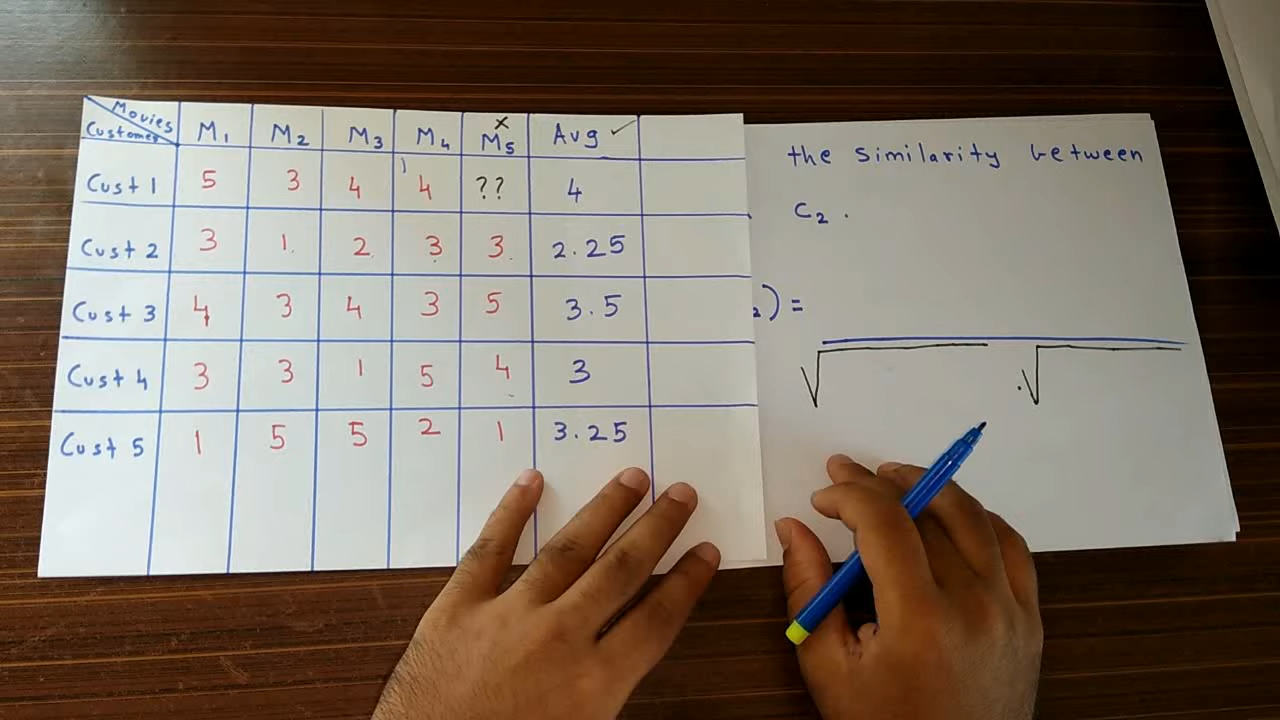 Movies
Customer M₁ M₂ M₃ M₄ M₅ x Avg ✓
Cust 1 5 3 4 4 ?? 4
Cust 2 3 1 2 3 3 2.25
Cust 3 4 3 4 3 5 3.5
Cust 4 3 3 1 5 4 3
Cust 5 1 5 5 2 1 3.25
the similarity between
C₂ .
₂) =
√ . √